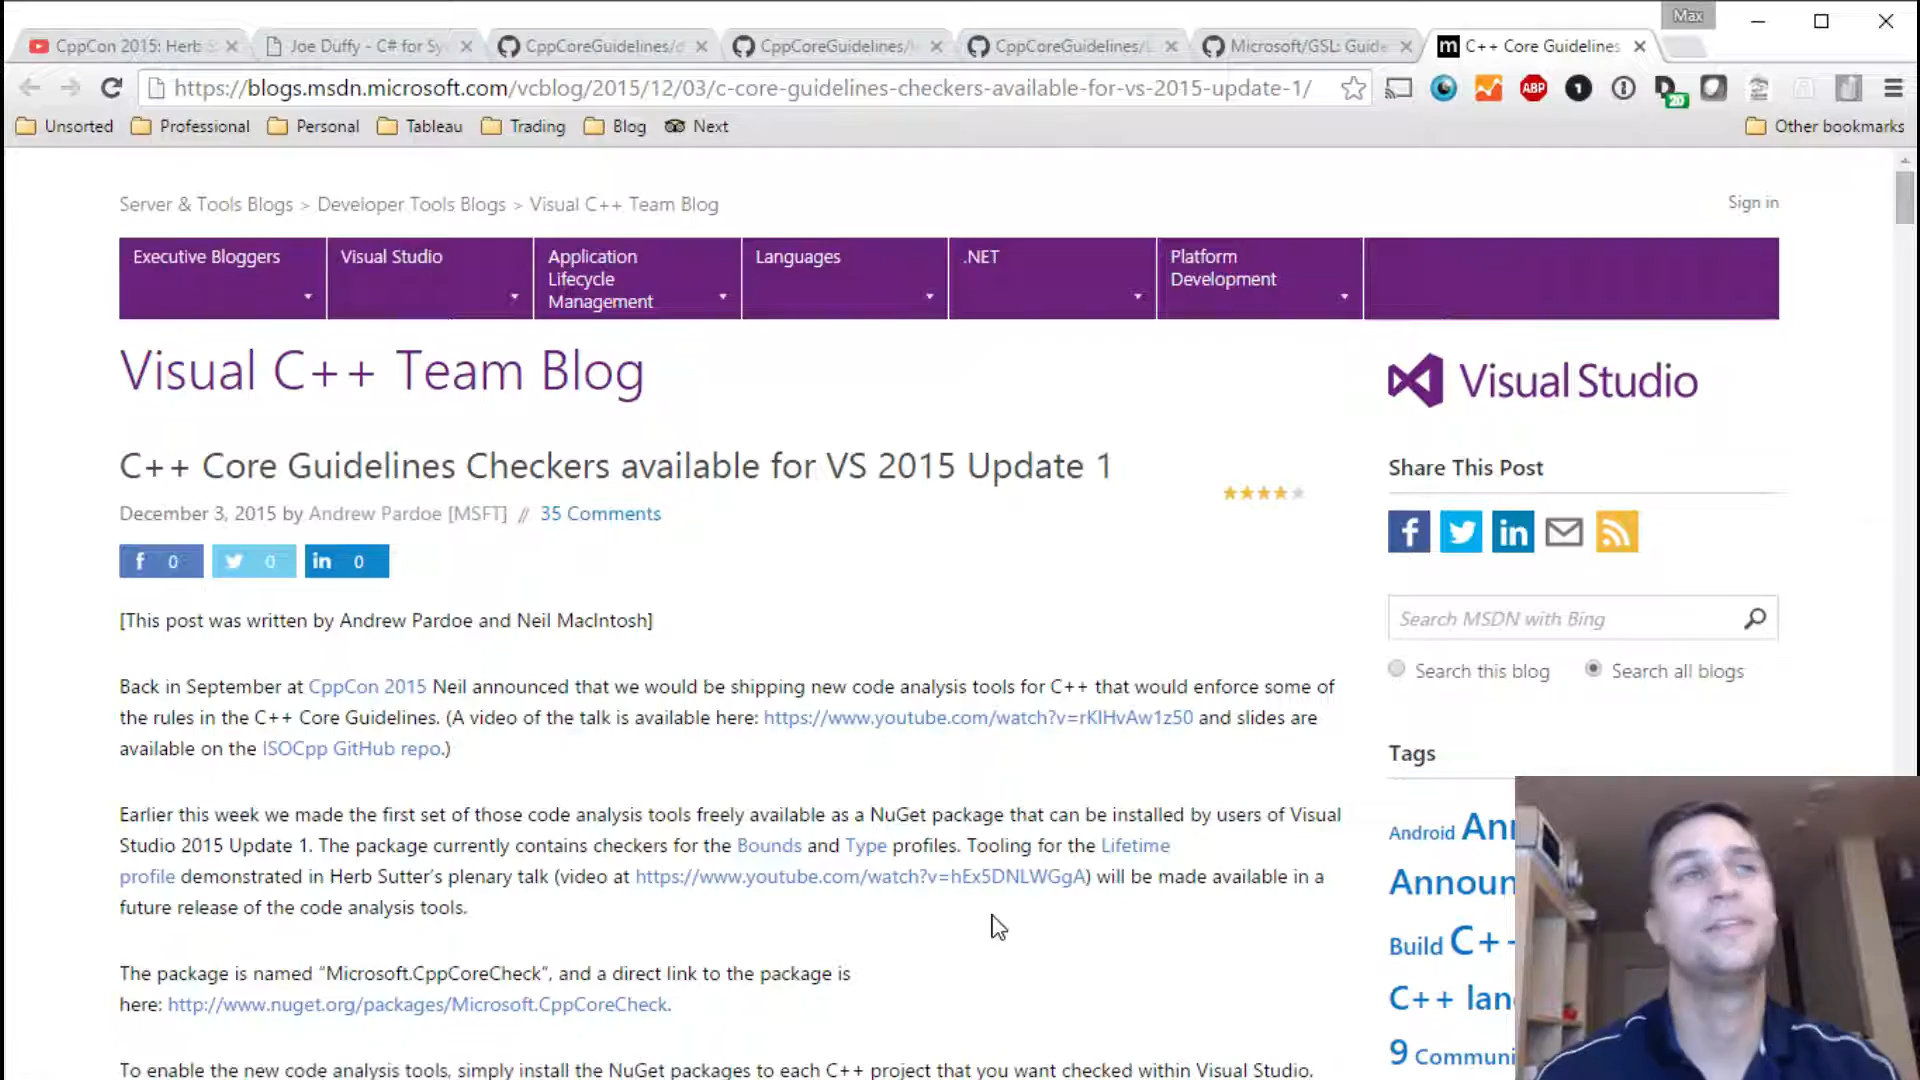 Max
CppCon 2015: Herb S
Joe Duffy - C# for Sy
CppCoreGuidelines/
CppCoreGuidelines/
CppCoreGuidelines/
Microsoft/GSL: Guide
C++ Core Guidelines
https://blogs.msdn.microsoft.com/vcblog/2015/12/03/c-core-guidelines-checkers-available-for-vs-2015-update-1/
ABP
20
Unsorted Professional Personal Tableau Trading Blog Next Other bookmarks
Server & Tools Blogs > Developer Tools Blogs > Visual C++ Team Blog
Sign in
Executive Bloggers
Visual Studio
Application
Lifecycle
Management
Languages
.NET
Platform
Development
Visual C++ Team Blog
Visual Studio
C++ Core Guidelines Checkers available for VS 2015 Update 1
December 3, 2015 by Andrew Pardoe [MSFT] // 35 Comments
f 0
0
in 0
Share This Post
[This post was written by Andrew Pardoe and Neil MacIntosh]
Search MSDN with Bing
Search this blog Search all blogs
Back in September at CppCon 2015 Neil announced that we would be shipping new code analysis tools for C++ that would enforce some of
the rules in the C++ Core Guidelines. (A video of the talk is available here: https://www.youtube.com/watch?v=rKlHvAw1z50 and slides are
available on the ISOCpp GitHub repo.)
Tags
Earlier this week we made the first set of those code analysis tools freely available as a NuGet package that can be installed by users of Visual
Studio 2015 Update 1. The package currently contains checkers for the Bounds and Type profiles. Tooling for the Lifetime
profile demonstrated in Herb Sutter's plenary talk (video at https://www.youtube.com/watch?v=hEx5DNLWGgA) will be made available in a
future release of the code analysis tools.
Android Ann
Announ
Build C++
C++ lan
9 Communi
The package is named “Microsoft.CppCoreCheck”, and a direct link to the package is
here: http://www.nuget.org/packages/Microsoft.CppCoreCheck.
To enable the new code analysis tools, simply install the NuGet packages to each C++ project that you want checked within Visual Studio.